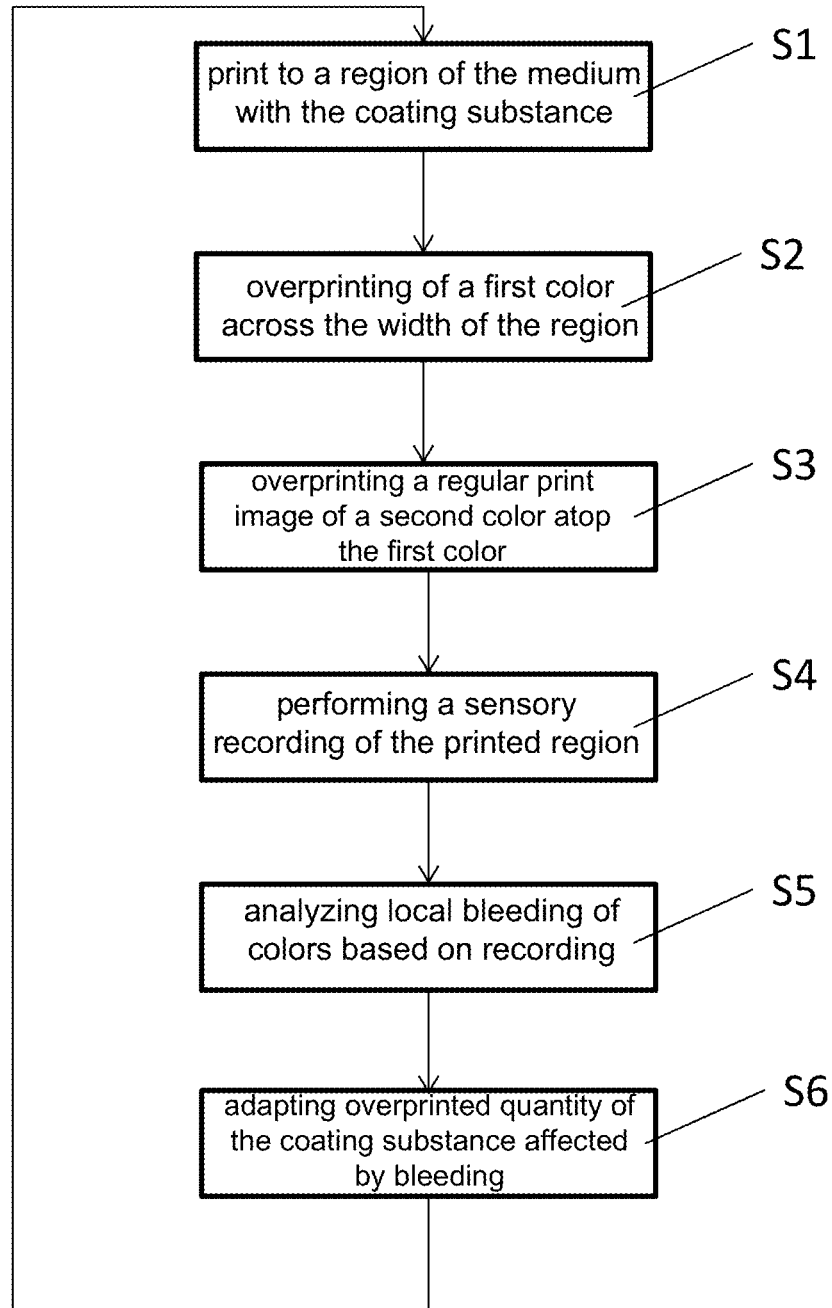 S1
print to a region of the medium
with the coating substance
S2
overprinting of a first color
across the width of the region
S3
overprinting a regular print
image of a second color atop
the first color
S4
performing a sensory
recording of the printed region
S5
analyzing local bleeding of
colors based on recording
S6
adapting overprinted quantity of
the coating substance affected
by bleeding